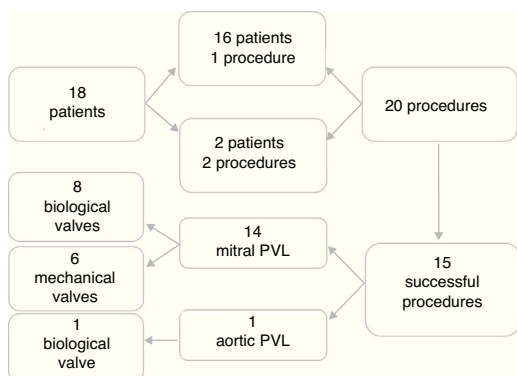 16 patients
1 procedure
18
patients
20 procedures
2 patients
2 procedures
8
biological
valves
14
mitral PVL
6
mechanical
valves
15
successful
procedures
1
biological
valve
1
aortic PVL